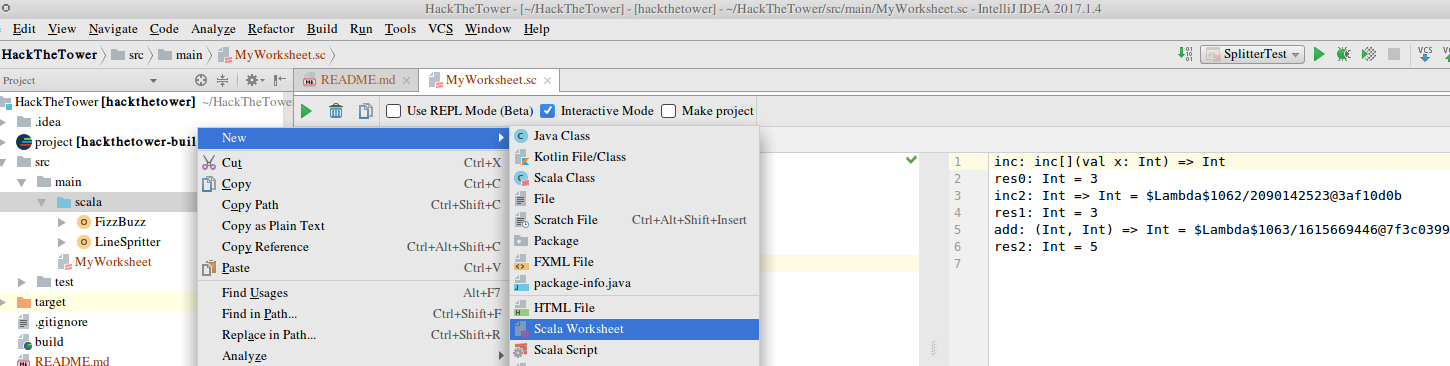 HackTheTower - [~/HackTheTower] - [hackthetower] - ~/HackTheTower/src/main/MyWorksheet.sc - IntelliJ IDEA 2017.1.4
Edit View Navigate Code Analyze Refactor Build Run Tools VCS Window Help
HackTheTower src main MyWorksheet.sc SplitterTest VCS VC
Project README.md MyWorksheet.sc
HackTheTower [hackthetower] ~/HackTheTowe
Use REPL Mode (Beta) Interactive Mode Make project
.idea
project [hackthetower-buil
src
main
scala
FizzBuzz
LineSpritter
MyWorksheet
test
target
.gitignore
build
README.md
New
Cut Ctrl+X
Copy Ctrl+C
Copy Path Ctrl+Shift+C
Copy as Plain Text
Copy Reference Ctrl+Alt+Shift+C
Paste Ctrl+V
Find Usages Alt+F7
Find in Path... Ctrl+Shift+F
Replace in Path... Ctrl+Shift+R
Analyze
Java Class
Kotlin File/Class
Scala Class
File
Scratch File Ctrl+Alt+Shift+Insert
Package
FXML File
package-info.java
HTML File
Scala Worksheet
Scala Script
1 inc: inc[](val x: Int) => Int
2 res0: Int = 3
3 inc2: Int => Int = $Lambda$1062/2090142523@3af10d0b
4 res1: Int = 3
5 add: (Int, Int) => Int = $Lambda$1063/1615669446@7f3c0399
6 res2: Int = 5
7